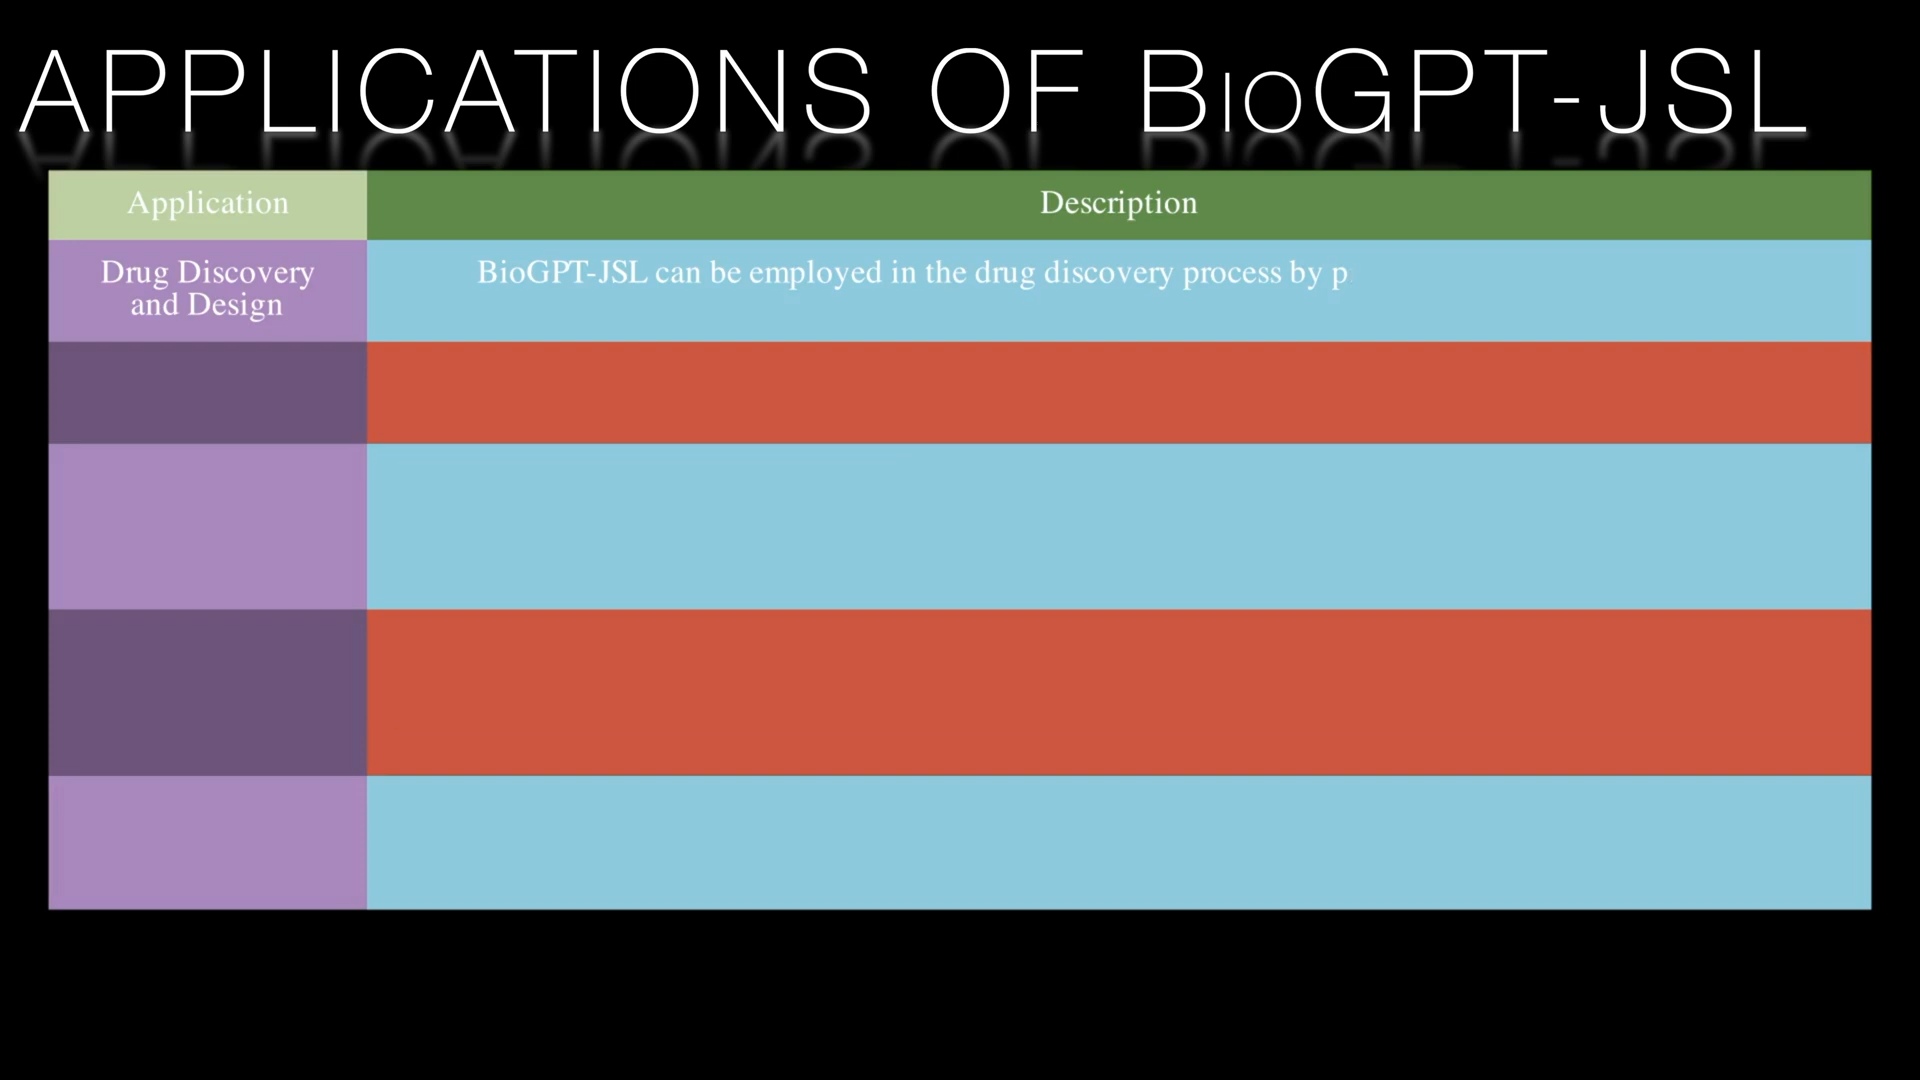 APPLICATIONS OF BIOGPT-JSL
Application
Description
Drug Discovery
and Design
BioGPT-JSL can be employed in the drug discovery process by p